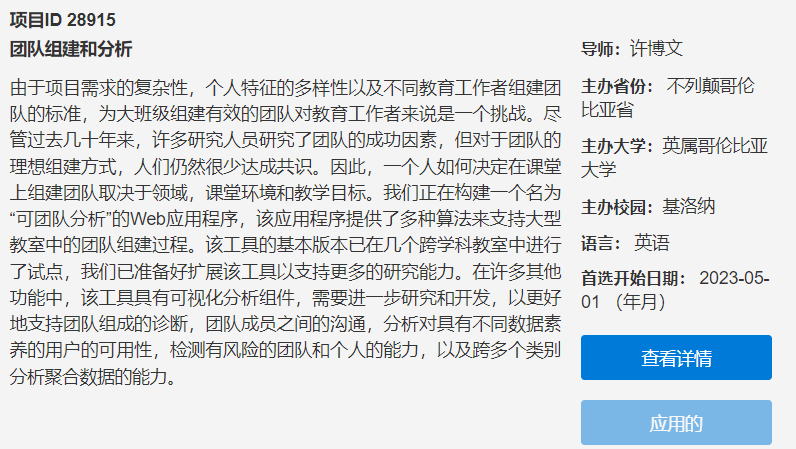 项目ID 28915
团队组建和分析
由于项目需求的复杂性，个人特征的多样性以及不同教育工作者组建团
队的标准，为大班级组建有效的团队对教育工作者来说是一个挑战。尽
管过去几十年来，许多研究人员研究了团队的成功因素，但对于团队的
理想组建方式，人们仍然很少达成共识。因此，一个人如何决定在课堂
上组建团队取决于领域，课堂环境和教学目标。我们正在构建一个名为
“可团队分析”的Web应用程序，该应用程序提供了多种算法来支持大型
教室中的团队组建过程。该工具的基本版本已在几个跨学科教室中进行
了试点，我们已准备好扩展该工具以支持更多的研究能力。在许多其他
功能中，该工具具有可视化分析组件，需要进一步研究和开发，以更好
地支持团队组成的诊断，团队成员之间的沟通，分析对具有不同数据素
养的用户的可用性，检测有风险的团队和个人的能力，以及跨多个类别
分析聚合数据的能力。
导师：许博文
主办省份： 不列颠哥伦
比亚省
主办大学：英属哥伦比亚
大学
主办校园：基洛纳
语言： 英语
首选开始日期： 2023-05-
01 （年月）
查看详情
应用的